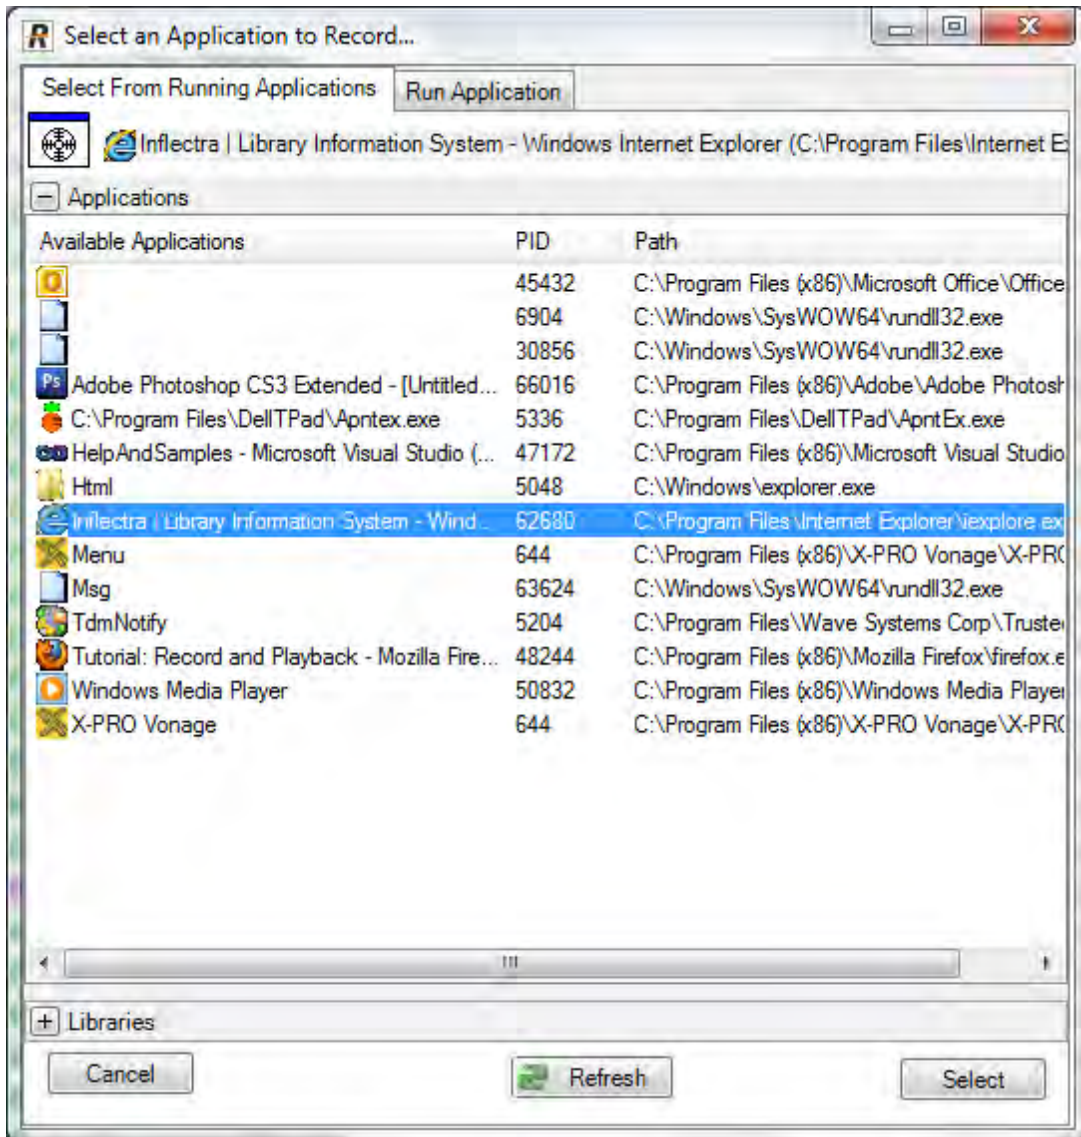 Select an Application to Record...
Select From Running Applications Run Application
Inflectra | Library Information System - Windows Internet Explorer (C:\Program Files\Internet E
Applications
Available Applications PID Path
45432 C:\Program Files (x86)\Microsoft Office\Office
6904 C:\Windows\SysWOW64\rundll32.exe
30856 C:\Windows\SysWOW64\rundll32.exe
Ps Adobe Photoshop CS3 Extended - [Untitled... 66016 C:\Program Files (x86)\Adobe\Adobe Photosh
C:\Program Files\DellTPad\Apntex.exe 5336 C:\Program Files\DellTPad\ApntEx.exe
HelpAndSamples - Microsoft Visual Studio (... 47172 C:\Program Files (x86)\Microsoft Visual Studio
Html 5048 C:\Windows\explorer.exe
Inflectra | Library Information System - Wind... 62680 C:\Program Files\Internet Explorer\iexplore.ex
Menu 644 C:\Program Files (x86)\X-PRO Vonage\X-PRO
Msg 63624 C:\Windows\SysWOW64\rundll32.exe
TdmNotify 5204 C:\Program Files\Wave Systems Corp\Truste
Tutorial: Record and Playback - Mozilla Fire... 48244 C:\Program Files (x86)\Mozilla Firefox\firefox.e
Windows Media Player 50832 C:\Program Files (x86)\Windows Media Player
X-PRO Vonage 644 C:\Program Files (x86)\X-PRO Vonage\X-PRO
Libraries
Cancel Refresh Select